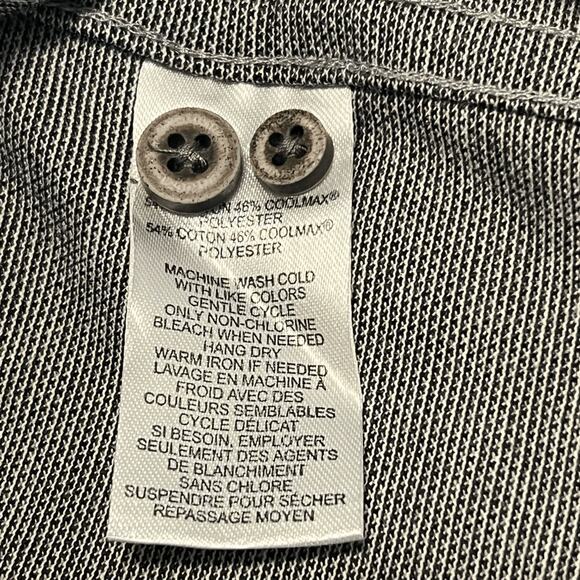 46% COOLMAX®
POLYESTER
54% COTON 46% COOLMAX®
POLYESTER
MACHINE WASH COLD
WITH LIKE COLORS
GENTLE CYCLE
ONLY NON-CHLORINE
BLEACH WHEN NEEDED
HANG DRY
WARM IRON IF NEEDED
LAVAGE EN MACHINE À
FROID AVEC DES
COULEURS SEMBLABLES
CYCLE DÉLICAT
SI BESOIN, EMPLOYER
SEULEMENT DES AGENTS
DE BLANCHIMENT
SANS CHLORE
SUSPENDRE POUR SÉCHER
REPASSAGE MOYEN